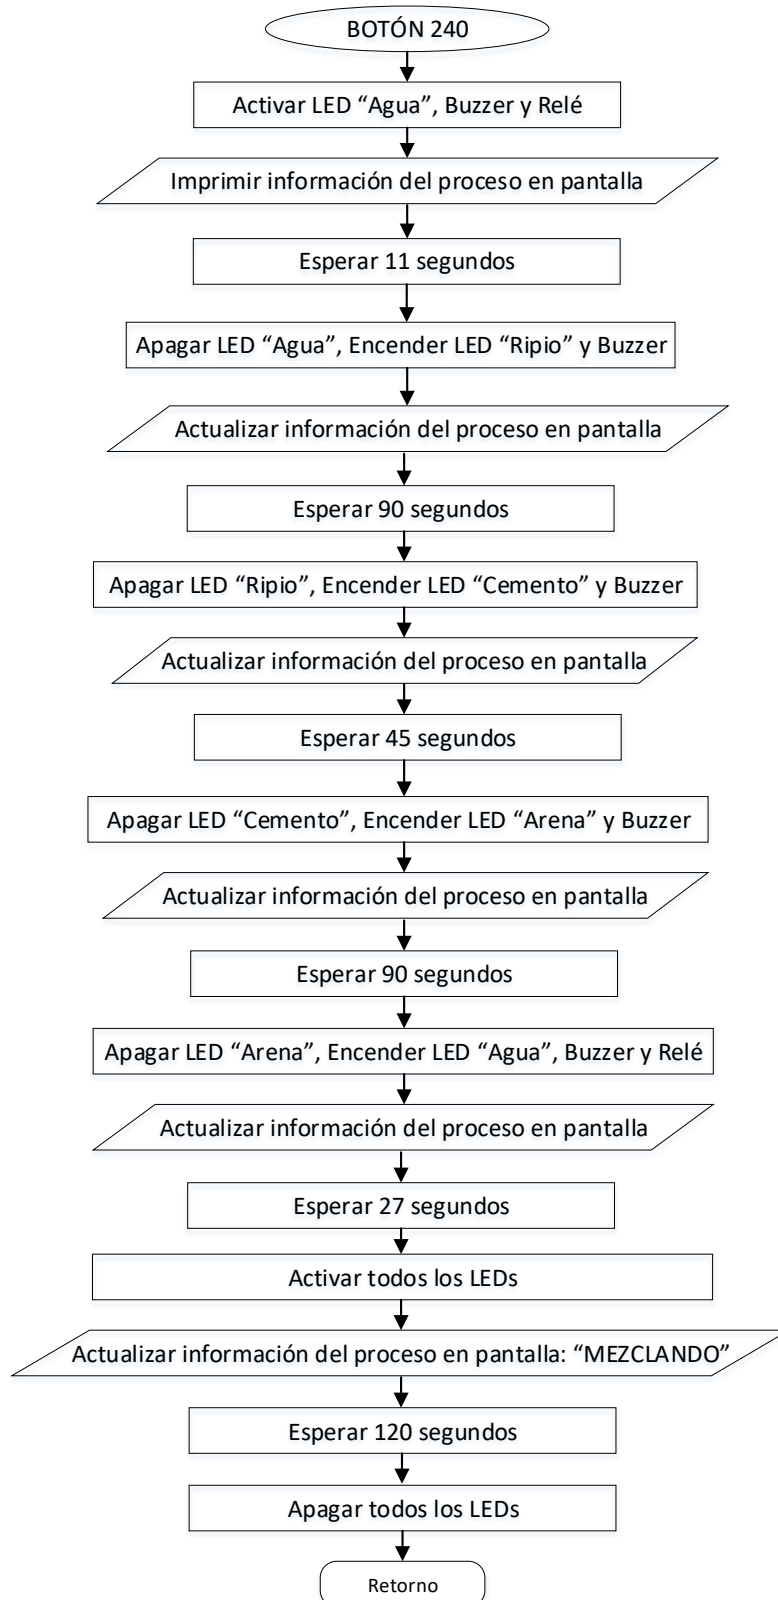 BOTÓN 240
Activar LED “Agua”, Buzzer y Relé
Imprimir información del proceso en pantalla
Esperar 11 segundos
Apagar LED “Agua”, Encender LED “Ripio” y Buzzer
Actualizar información del proceso en pantalla
Esperar 90 segundos
Apagar LED “Ripio”, Encender LED “Cemento” y Buzzer
Actualizar información del proceso en pantalla
Esperar 45 segundos
Apagar LED “Cemento”, Encender LED “Arena” y Buzzer
Actualizar información del proceso en pantalla
Esperar 90 segundos
Apagar LED “Arena”, Encender LED “Agua”, Buzzer y Relé
Actualizar información del proceso en pantalla
Esperar 27 segundos
Activar todos los LEDs
Actualizar información del proceso en pantalla: “MEZCLANDO”
Esperar 120 segundos
Apagar todos los LEDs
Retorno